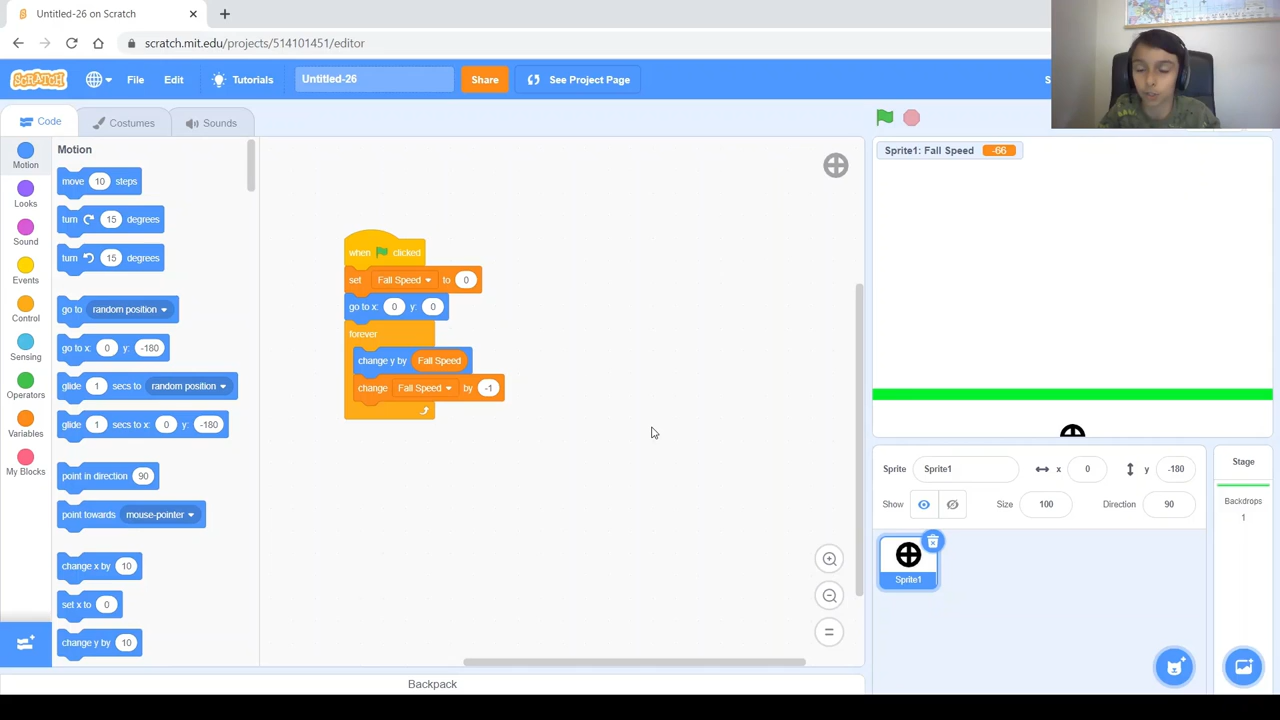 Untitled-26 on Scratch
scratch.mit.edu/projects/514101451/editor
SCRATCH
File
Edit
Tutorials
Untitled-26
Share
See Project Page
S
Code
Costumes
Sounds
Motion
Looks
Sound
Events
Control
Sensing
Operators
Variables
My Blocks
Motion
move 10 steps
turn 15 degrees
turn 15 degrees
go to random position
go to x: 0 y: -180
glide 1 secs to random position
glide 1 secs to x: 0 y: -180
point in direction 90
point towards mouse-pointer
change x by 10
set x to 0
change y by 10
when clicked
set Fall Speed to 0
go to x: 0 y: 0
forever
change y by Fall Speed
change Fall Speed by -1
Backpack
Sprite1: Fall Speed -66
Sprite Sprite1 x 0 y -180
Show Size 100 Direction 90
Sprite1
Stage
Backdrops
1